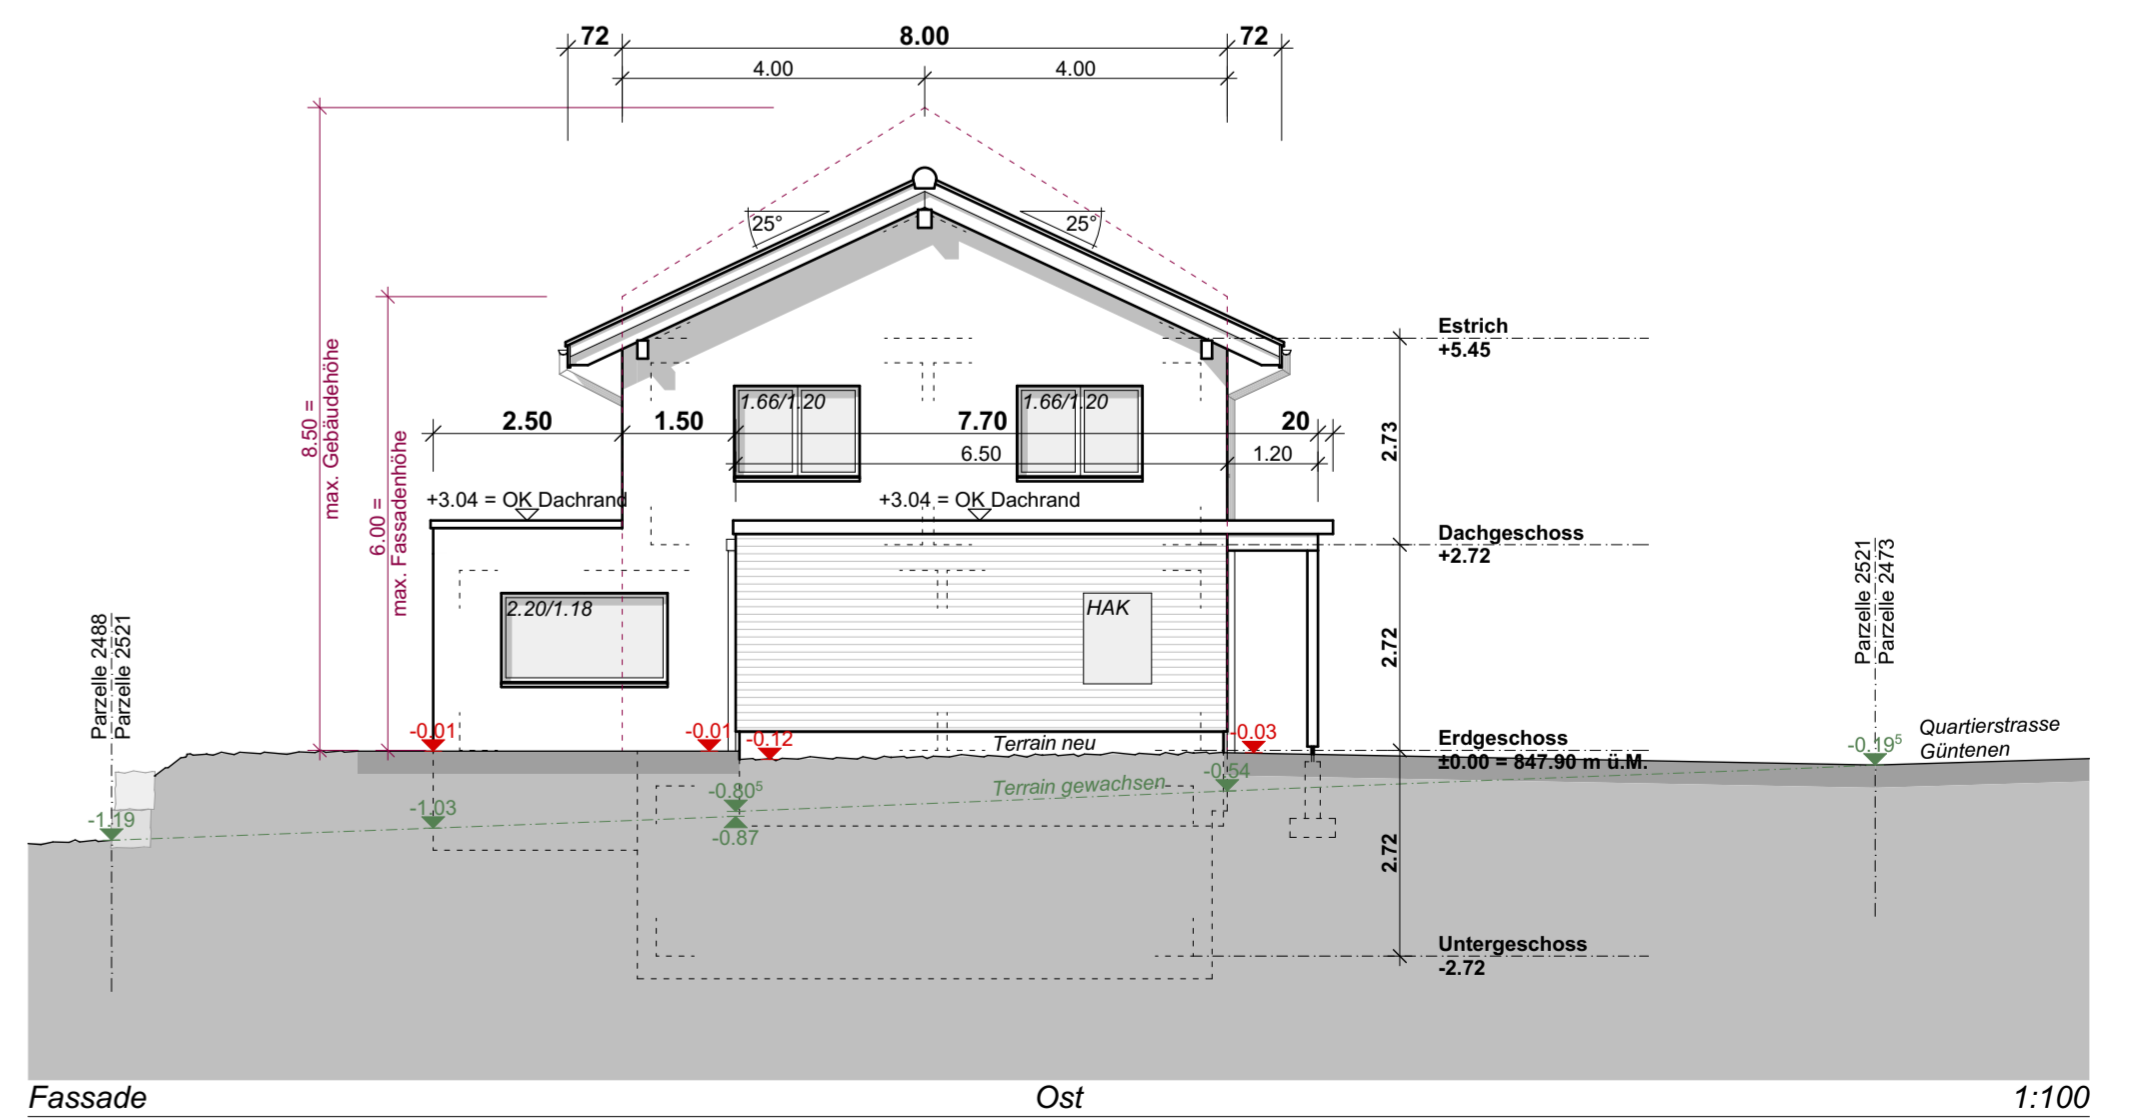 72 8.00 72
4.00 4.00
25° 25°
8.50 =
max. Gebäudehöhe
6.00 =
max. Fassadenhöhe
Estrich
+5.45
1.66/1.20 1.66/1.20
2.50 1.50 7.70 20
6.50 1.20
2.73
+3.04 = OK Dachrand +3.04 = OK Dachrand
Dachgeschoss
+2.72
2.20/1.18 HAK
2.72
Parzelle 2488
Parzelle 2521
Parzelle 2521
Parzelle 2473
-0.01 -0.01 -0.12 -0.03
Terrain neu
Erdgeschoss
±0.00 = 847.90 m ü.M.
-0.19⁵
Quartierstrasse
Güntenen
-0.54
Terrain gewachsen
-0.80⁵
-1.03
-1.19
-0.87
2.72
Untergeschoss
-2.72
Fassade Ost 1:100